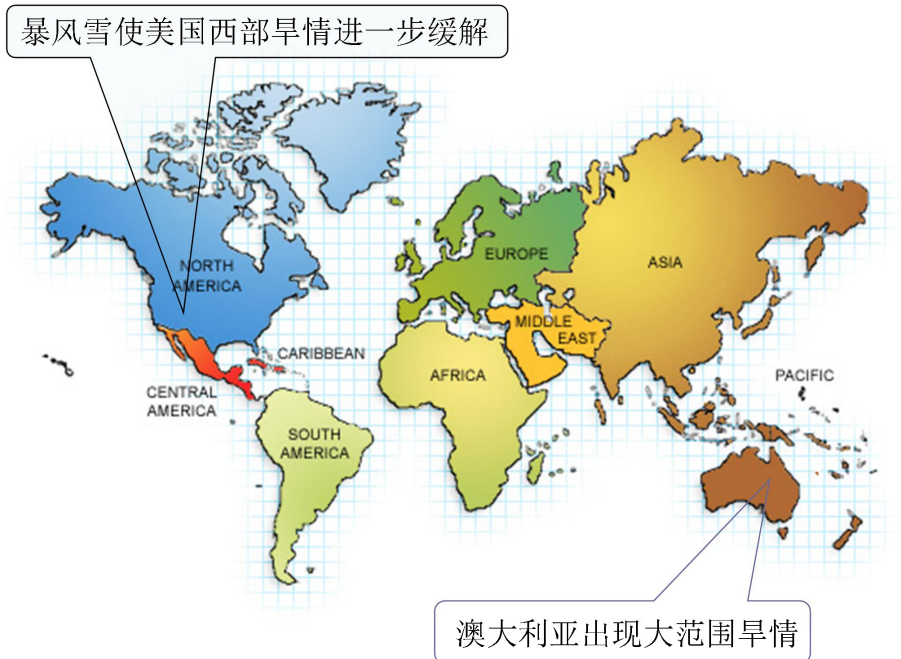 暴风雪使美国西部旱情进一步缓解
NORTH
AMERICA
EUROPE
ASIA
MIDDLE
EAST
CARIBBEAN
AFRICA
PACIFIC
CENTRAL
AMERICA
SOUTH
AMERICA
澳大利亚出现大范围旱情